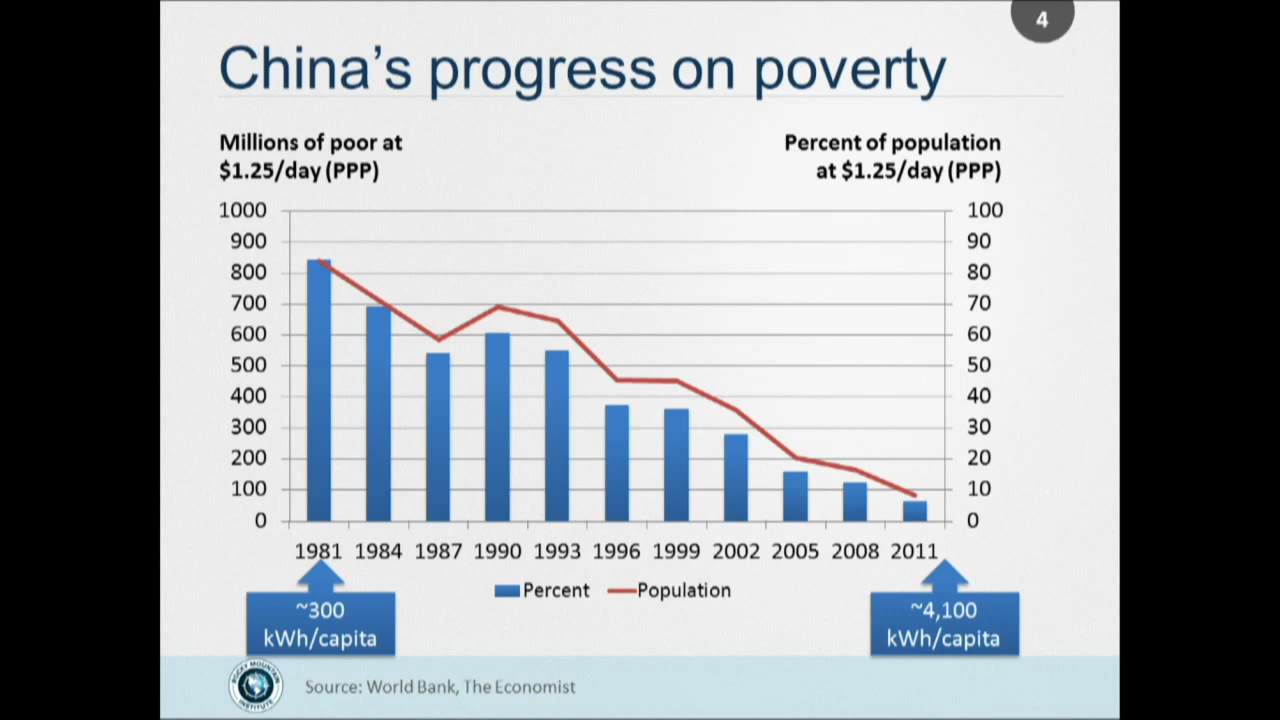 4
China's progress on poverty
Millions of poor at
$1.25/day (PPP)
Percent of population
at $1.25/day (PPP)
1000
900
800
700
600
500
400
300
200
100
0
100
90
80
70
60
50
40
30
20
10
0
1981 1984 1987 1990 1993 1996 1999 2002 2005 2008 2011
Percent Population
~300
kWh/capita
~4,100
kWh/capita
ROCKY MOUNTAIN
INSTITUTE
Source: World Bank, The Economist